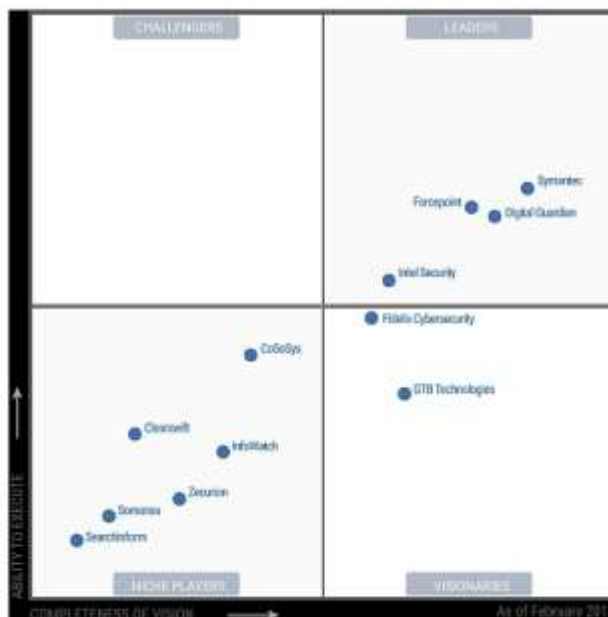 CHALLENGERS
LEADERS
Symantec
Forcepoint
Digital Guardian
Intel Security
Fidelis Cybersecurity
CoSoSys
GTB Technologies
Clearswift
InfoWatch
Zecurion
Somansa
SearchInform
NICHE PLAYERS
VISIONARIES
ABILITY TO EXECUTE
COMPLETENESS OF VISION
As of February 201